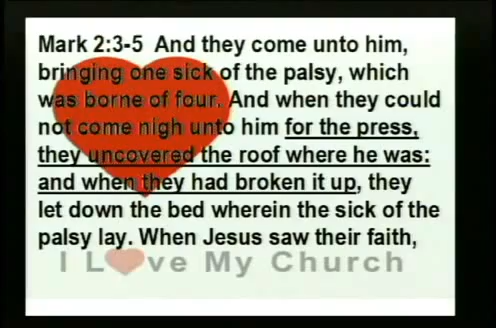 Mark 2:3-5 And they come unto him,
bringing one sick of the palsy, which
was borne of four. And when they could
not come nigh unto him for the press,
they uncovered the roof where he was:
and when they had broken it up, they
let down the bed wherein the sick of the
palsy lay. When Jesus saw their faith,
I L❤ve My Church